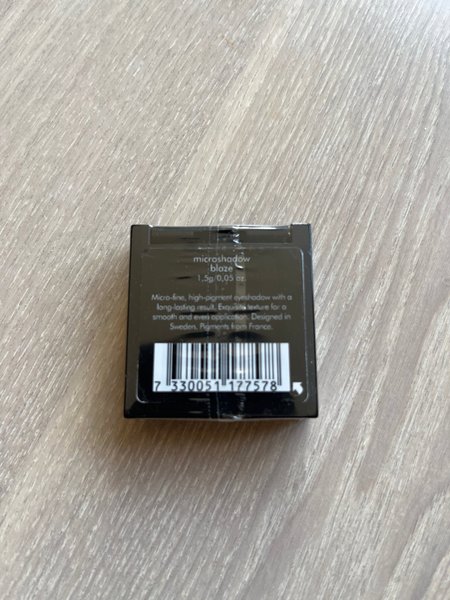 microshadow
blaze
1,5g/0,05 oz.
Micro-fine, high-pigment eyeshadow with a
long-lasting result. Exquisite texture for a
smooth and even application. Designed in
Sweden. Pigments from France.
7 330051 177578